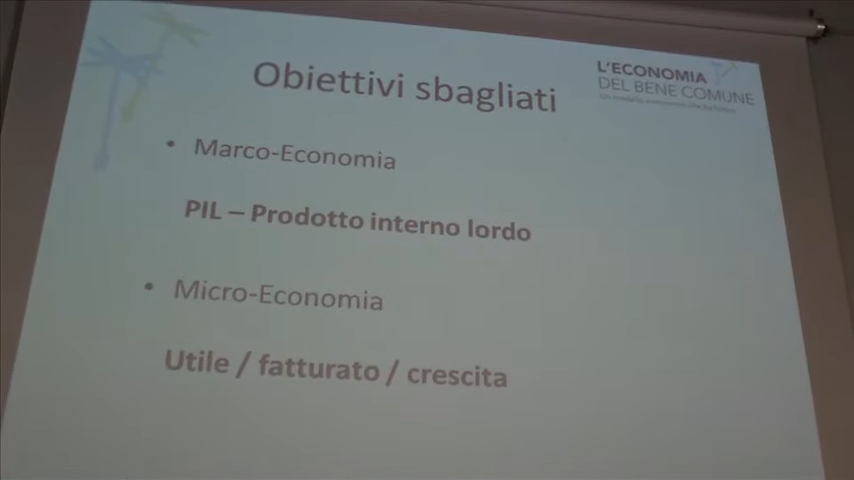 Obiettivi sbagliati
L'ECONOMIA
DEL BENE COMUNE
• Marco-Economia
PIL – Prodotto interno lordo
• Micro-Economia
Utile / fatturato / crescita